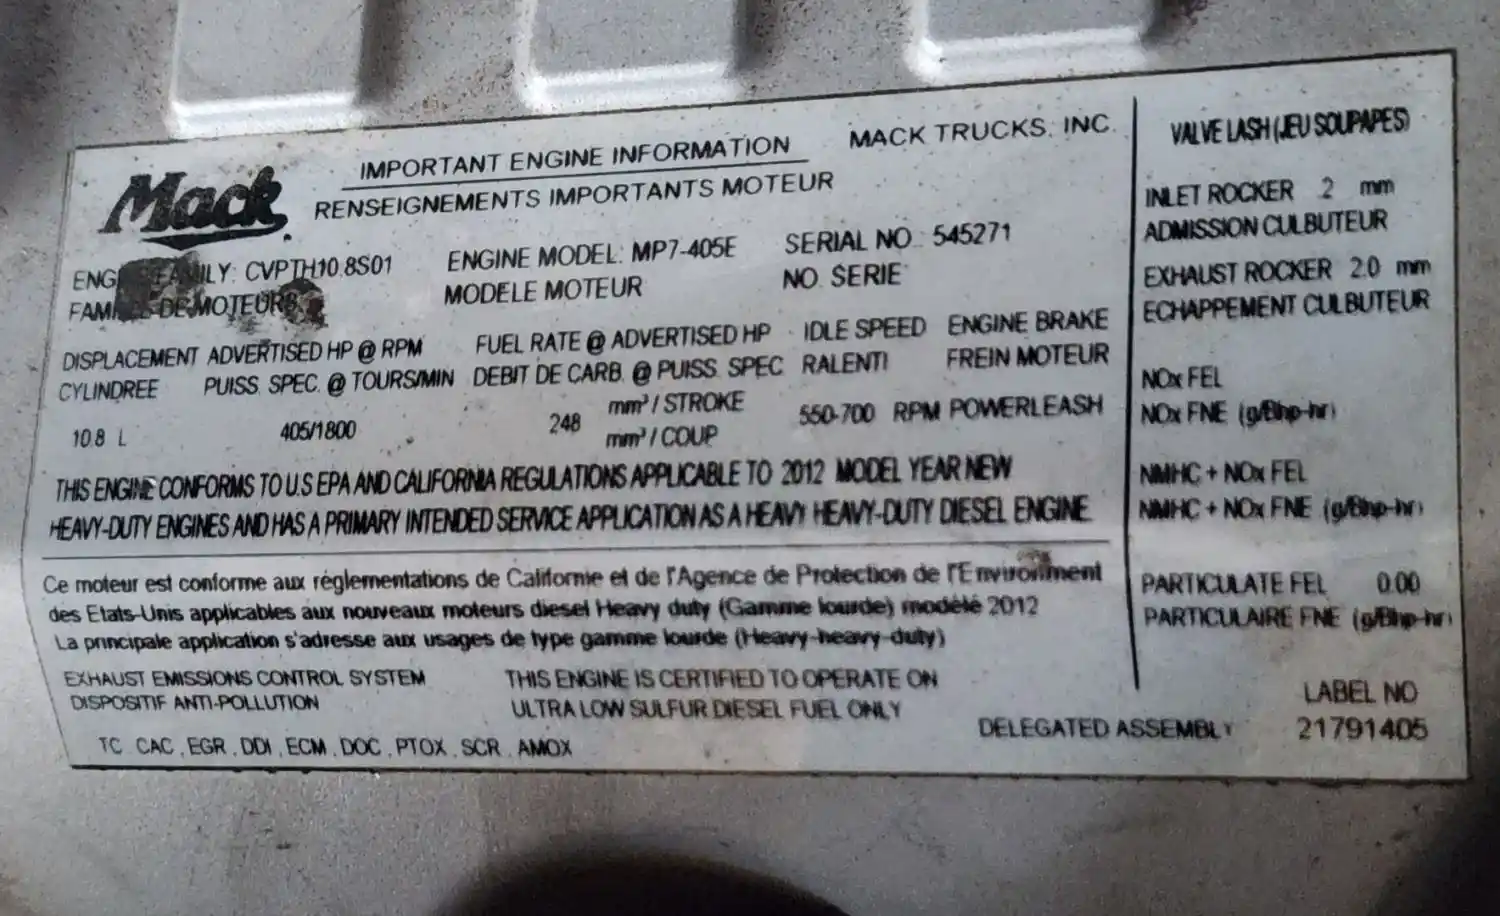 Mack
IMPORTANT ENGINE INFORMATION
RENSEIGNEMENTS IMPORTANTS MOTEUR
MACK TRUCKS, INC.
ENGINE FAMILY: CVPTH10.8S01
FAMILLE DE MOTEURS
ENGINE MODEL: MP7-405E
MODELE MOTEUR
SERIAL NO.: 545271
NO. SERIE
DISPLACEMENT
CYLINDREE
10.8 L
ADVERTISED HP @ RPM
PUISS. SPEC. @ TOURS/MIN
405/1800
FUEL RATE @ ADVERTISED HP
DEBIT DE CARB. @ PUISS. SPEC
248 mm³ / STROKE
mm³ / COUP
IDLE SPEED
RALENTI
550-700 RPM
ENGINE BRAKE
FREIN MOTEUR
POWERLEASH
THIS ENGINE CONFORMS TO U.S EPA AND CALIFORNIA REGULATIONS APPLICABLE TO 2012 MODEL YEAR NEW
HEAVY-DUTY ENGINES AND HAS A PRIMARY INTENDED SERVICE APPLICATION AS A HEAVY HEAVY-DUTY DIESEL ENGINE
Ce moteur est conforme aux réglementations de Californie et de l'Agence de Protection de l'Environment
des Etats-Unis applicables aux nouveaux moteurs diesel Heavy duty (Gamme lourde) modélé 2012
La principale application s'adresse aux usages de type gamme lourde (Heavy-heavy-duty)
EXHAUST EMISSIONS CONTROL SYSTEM
DISPOSITIF ANTI-POLLUTION
TC , CAC , EGR , DDI , ECM , DOC , PTOX , SCR , AMOX
THIS ENGINE IS CERTIFIED TO OPERATE ON
ULTRA LOW SULFUR DIESEL FUEL ONLY
DELEGATED ASSEMBLY
VALVE LASH (JEU SOUPAPES)
INLET ROCKER .2 mm
ADMISSION CULBUTEUR
EXHAUST ROCKER 2.0 mm
ECHAPPEMENT CULBUTEUR
NOx FEL
NOx FNE (g/Bhp-hr)
NMHC + NOx FEL
NMHC + NOx FNE (g/Bhp-hr)
PARTICULATE FEL 0.00
PARTICULAIRE FNE (g/Bhp-hr)
LABEL NO
21791405